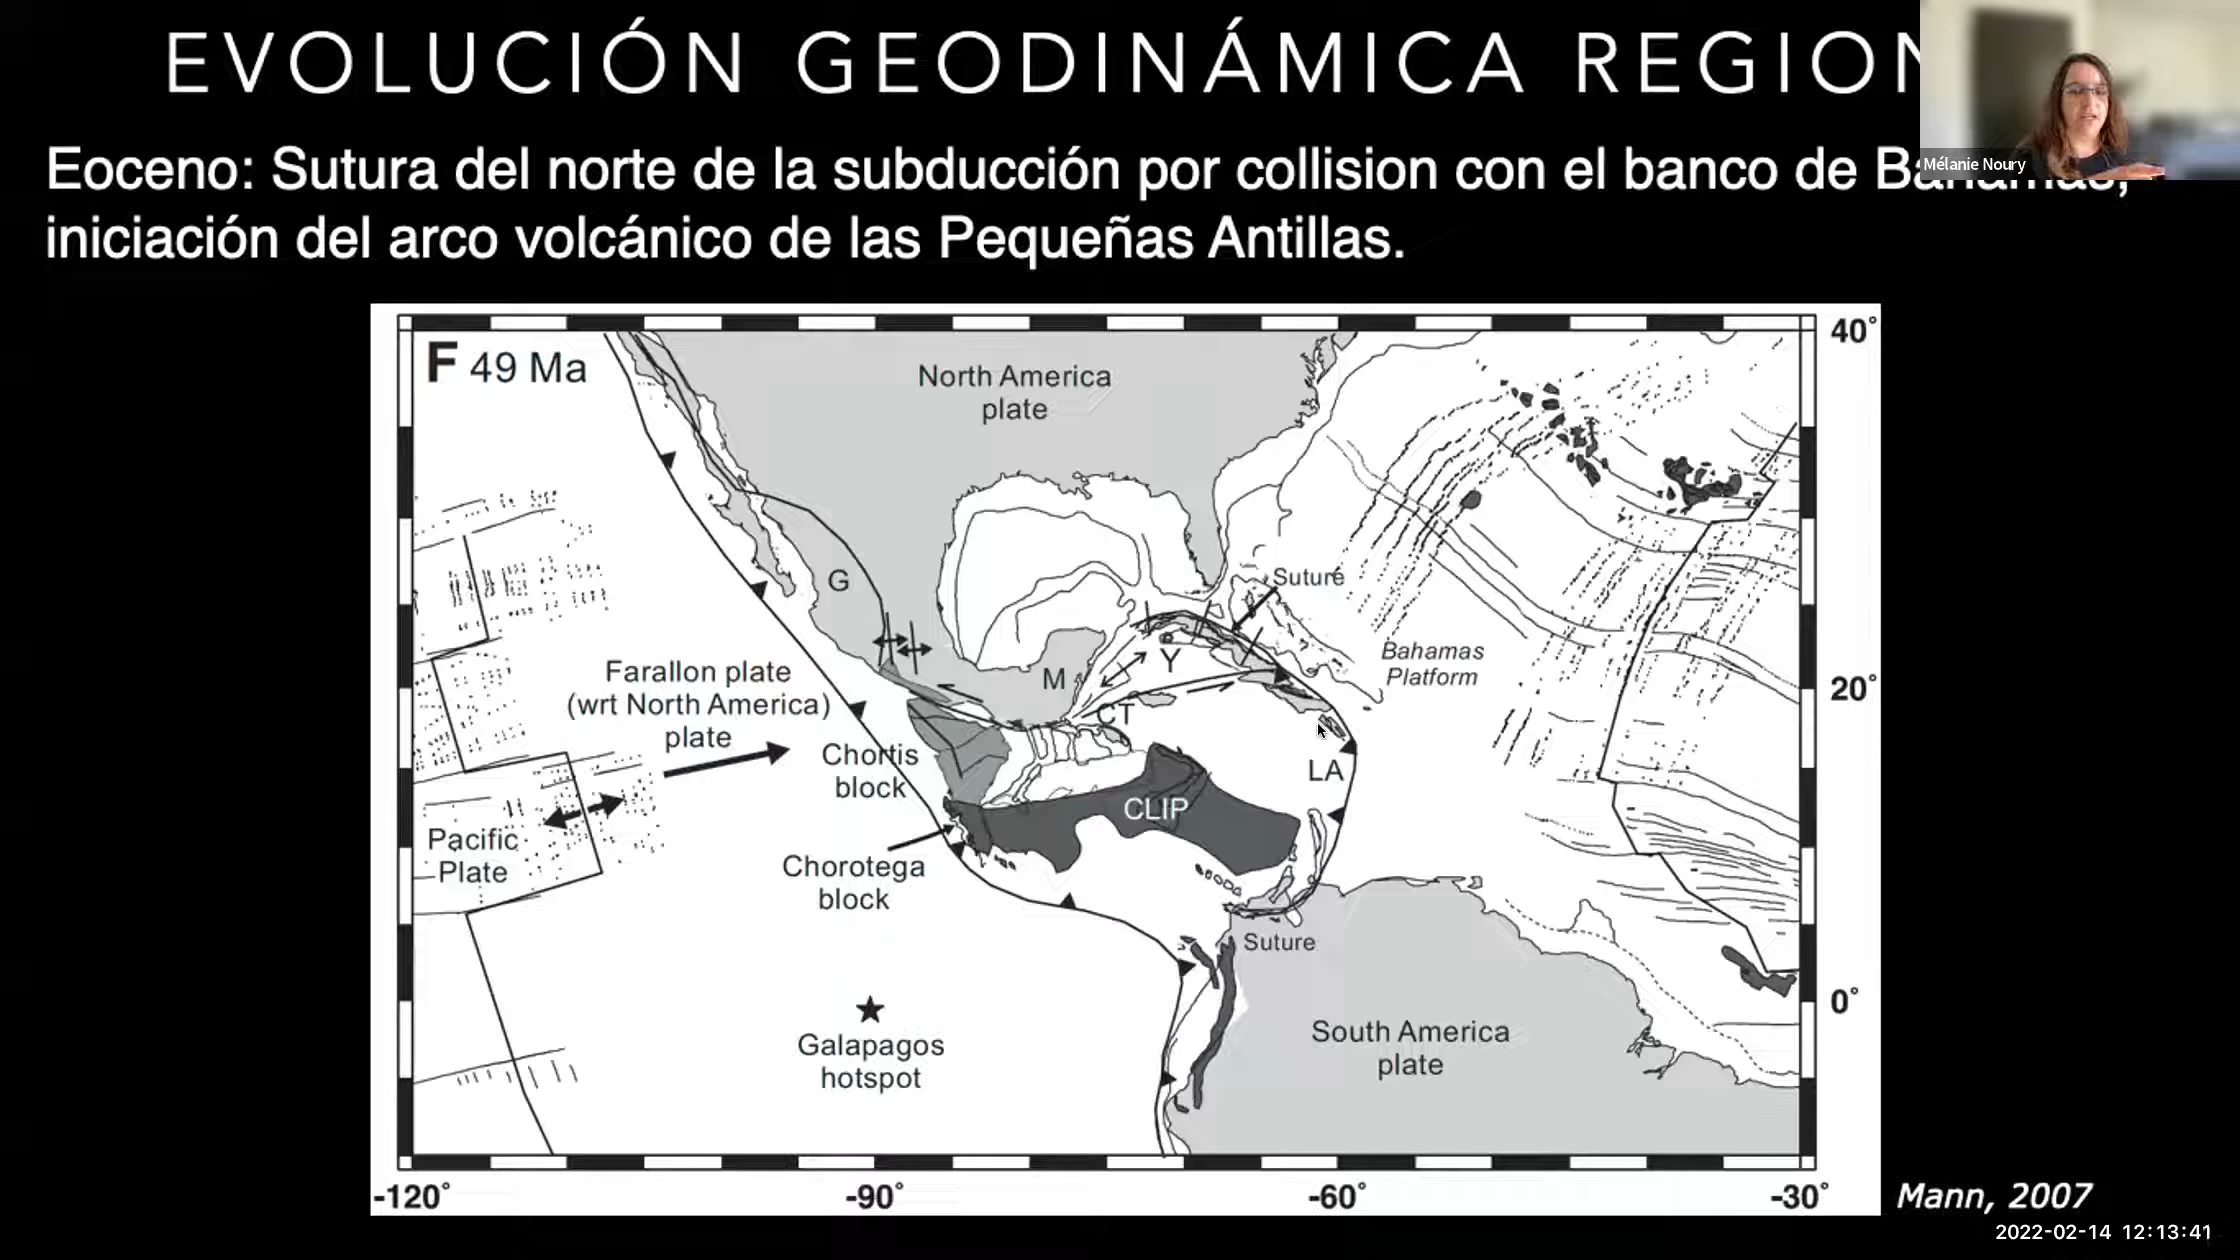 EVOLUCIÓN GEODINÁMICA REGION
Mélanie Noury
Eoceno: Sutura del norte de la subducción por collision con el banco de Bahamas,
iniciación del arco volcánico de las Pequeñas Antillas.
F 49 Ma
North America
plate
40°
G
Suture
Bahamas
Platform
Y
M
20°
Farallon plate
(wrt North America)
plate
CT
Chortis
block
LA
CLIP
Pacific
Plate
Chorotega
block
Suture
0°
Galapagos
hotspot
South America
plate
-120°
-90°
-60°
-30°
Mann, 2007
2022-02-14 12:13:41